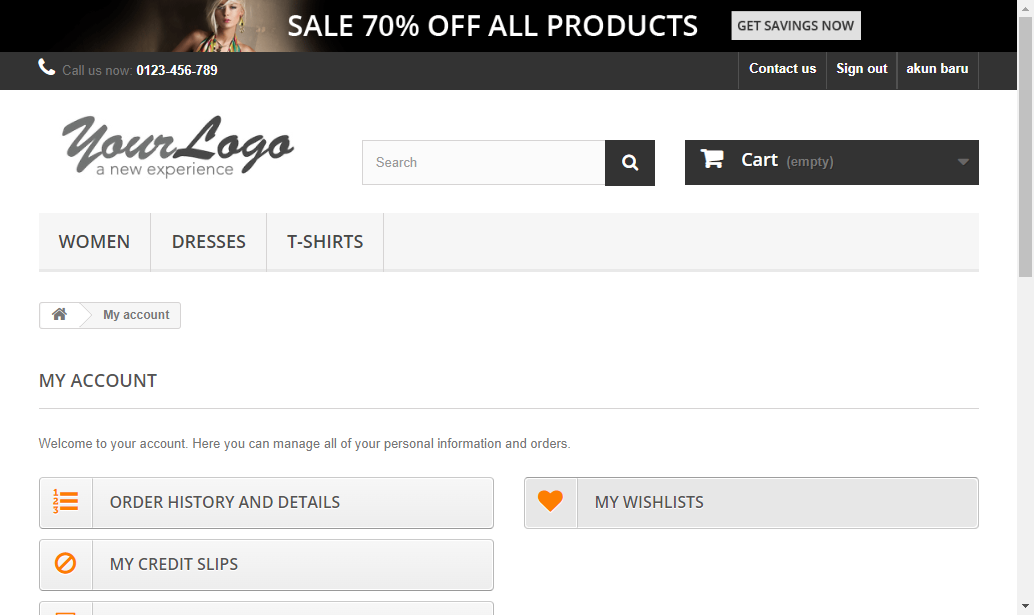 SALE 70% OFF ALL PRODUCTS GET SAVINGS NOW
Call us now: 0123-456-789 Contact us Sign out akun baru
YourLogo
a new experience
Search
Cart (empty)
WOMEN DRESSES T-SHIRTS
My account
MY ACCOUNT
Welcome to your account. Here you can manage all of your personal information and orders.
1
2
3
ORDER HISTORY AND DETAILS
MY WISHLISTS
MY CREDIT SLIPS